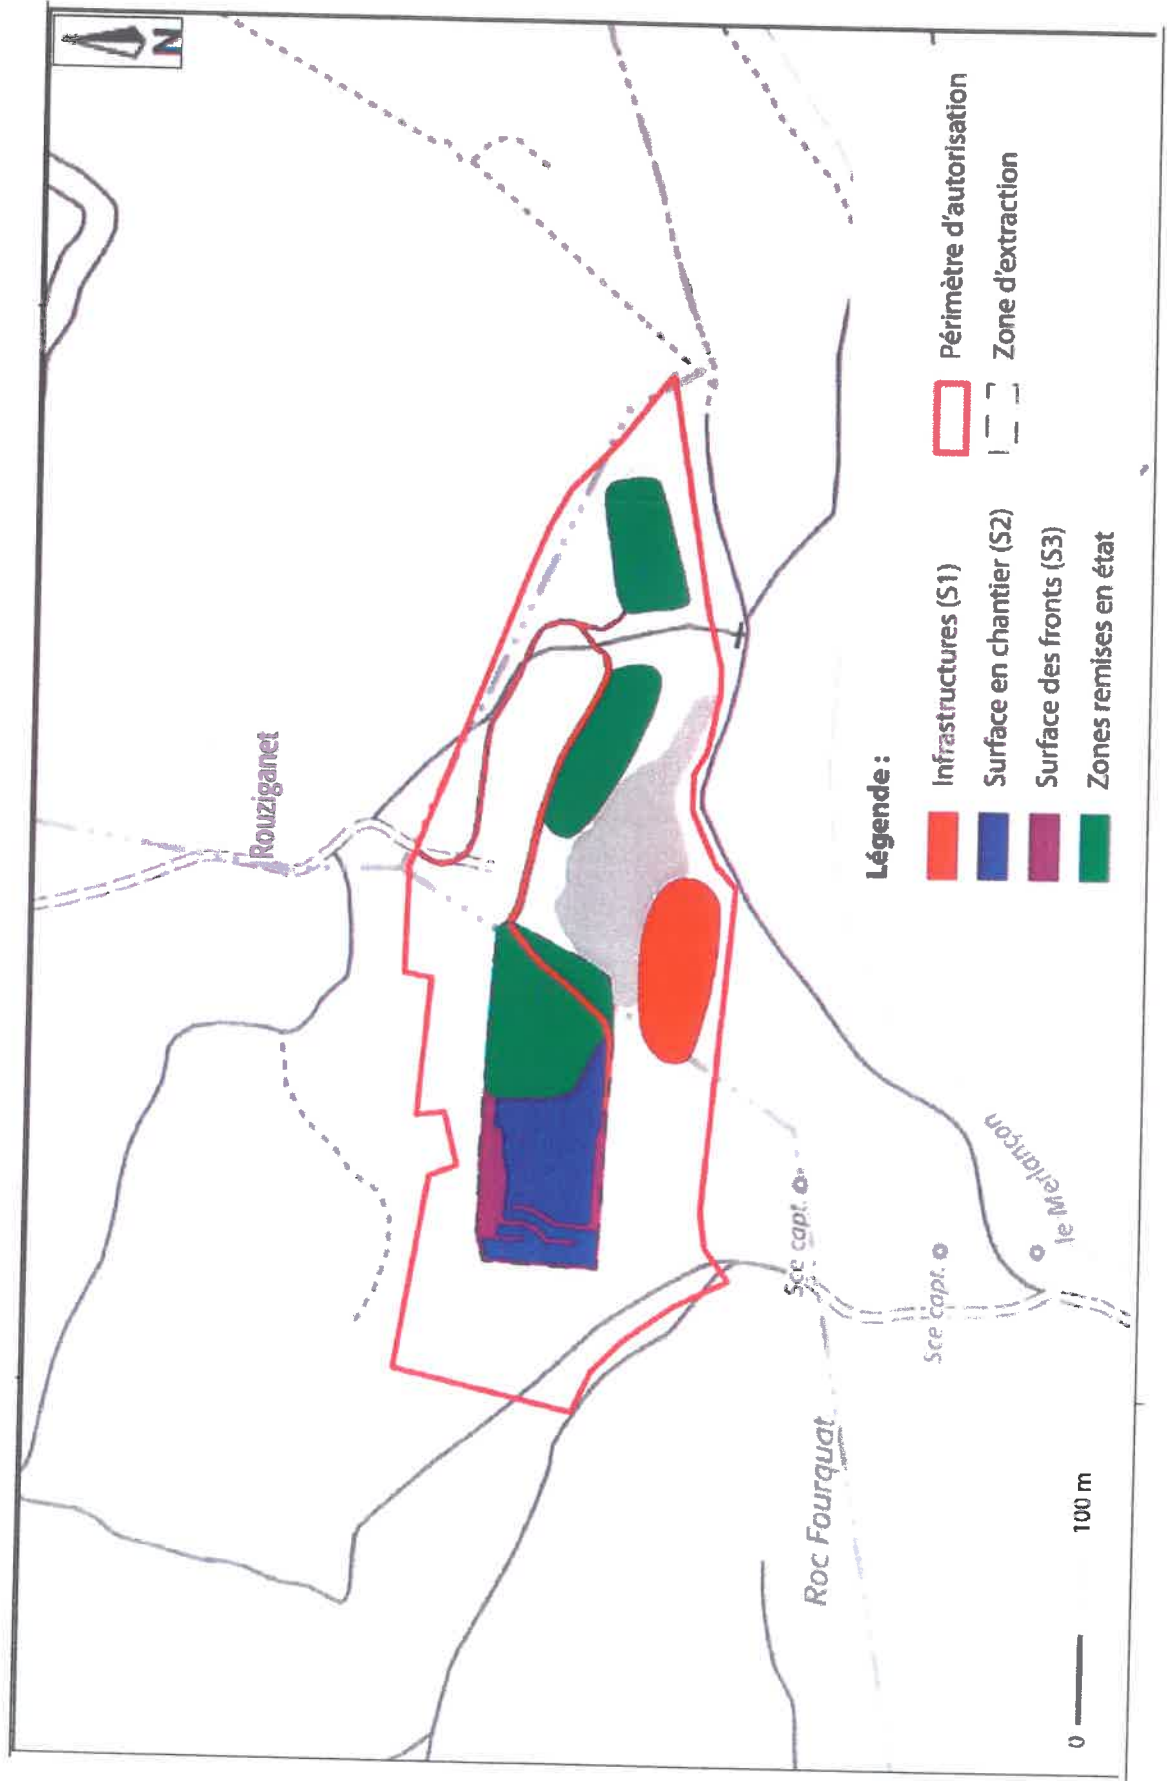 N
Rouziganet
Roc Fourquat
Sce capt.
Sce capt.
le Merlançon
Légende :
Infrastructures (S1)
Surface en chantier (S2)
Surface des fronts (S3)
Zones remises en état
Périmètre d'autorisation
Zone d'extraction
0
100 m